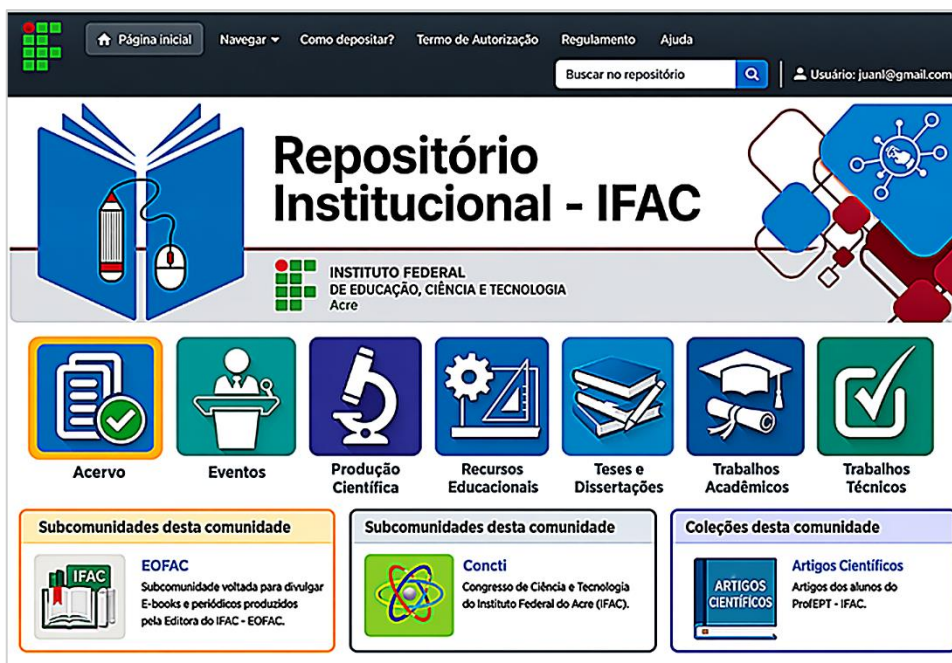 Página inicial
Navegar
Como depositar?
Termo de Autorização
Regulamento
Ajuda
Buscar no repositório
Usuário: juanl@gmail.com
Repositório
Institucional - IFAC
INSTITUTO FEDERAL
DE EDUCAÇÃO, CIÊNCIA E TECNOLOGIA
Acre
Acervo
Eventos
Produção
Científica
Recursos
Educacionais
Teses e
Dissertações
Trabalhos
Acadêmicos
Trabalhos
Técnicos
Subcomunidades desta comunidade
IFAC
EOFAC
Subcomunidade voltada para divulgar
E-books e periódicos produzidos
pela Editora do IFAC - EOFAC.
Subcomunidades desta comunidade
Concti
Congresso de Ciência e Tecnologia
do Instituto Federal do Acre (IFAC).
Coleções desta comunidade
ARTIGOS
CIENTÍFICOS
Artigos Científicos
Artigos dos alunos do
ProfEPT - IFAC.